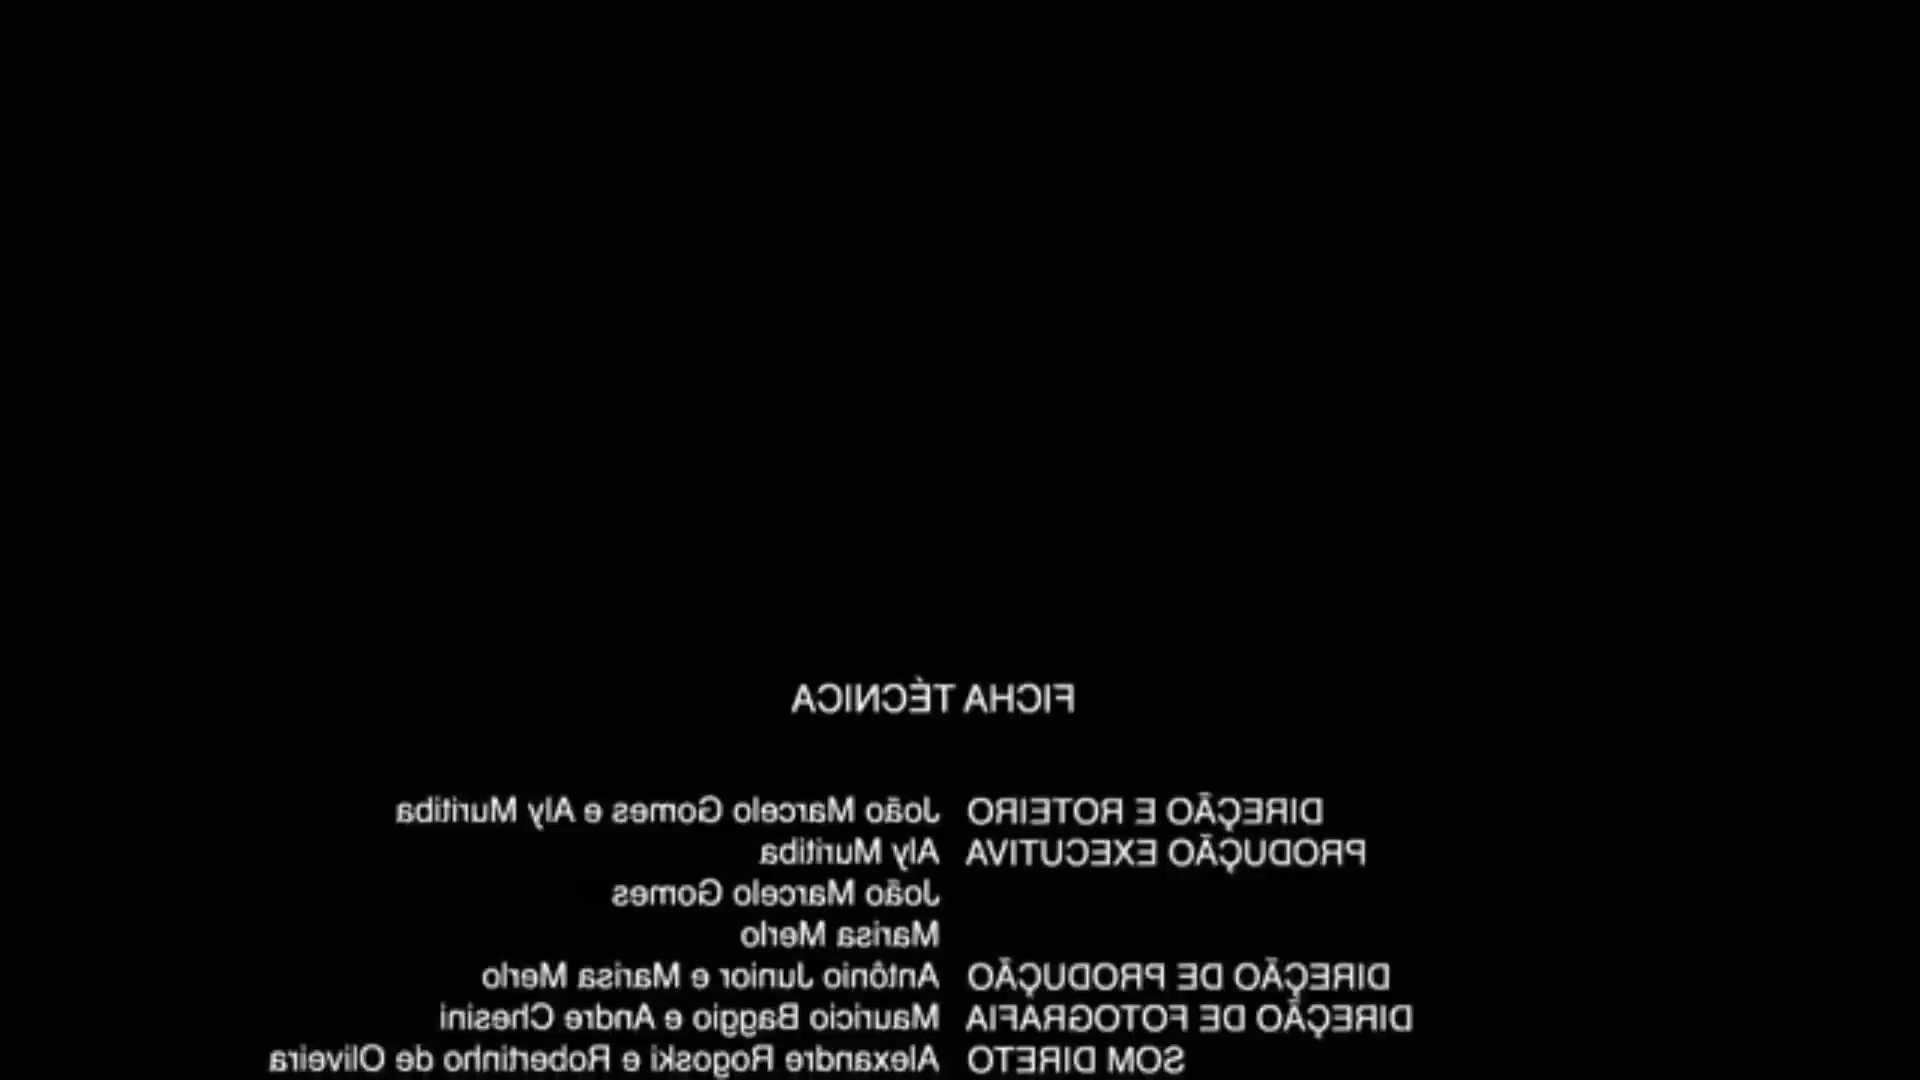 FICHA TÉCNICA
DIREÇÃO E ROTEIRO João Marcelo Gomes e Aly Muritiba
PRODUÇÃO EXECUTIVA Aly Muritiba
João Marcelo Gomes
Marisa Merlo
DIREÇÃO DE PRODUÇÃO Antônio Junior e Marisa Merlo
DIREÇÃO DE FOTOGRAFIA Mauricio Baggio e Andre Chesini
SOM DIRETO Alexandre Rogoski e Robertinho de Oliveira